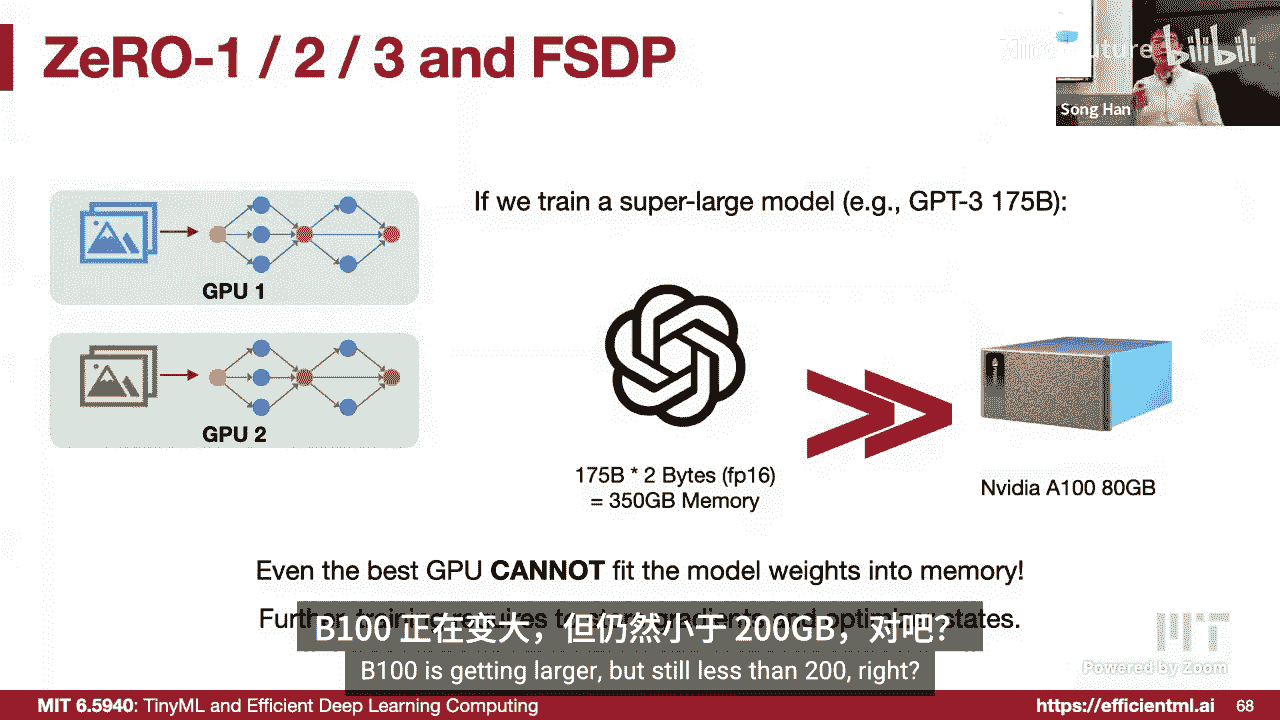 ZeRO-1 / 2 / 3 and FSDP
bilibili
Song Han
If we train a super-large model (e.g., GPT-3 175B):
GPU 1
GPU 2
175B * 2 Bytes (fp16)
= 350GB Memory
Nvidia A100 80GB
Even the best GPU CANNOT fit the model weights into memory!
states.
B100 正在变大，但仍然小于 200GB，对吧？
B100 is getting larger, but still less than 200, right?
MIT
Powered by Zoom
MIT 6.5940: TinyML and Efficient Deep Learning Computing
https://efficientml.ai
68